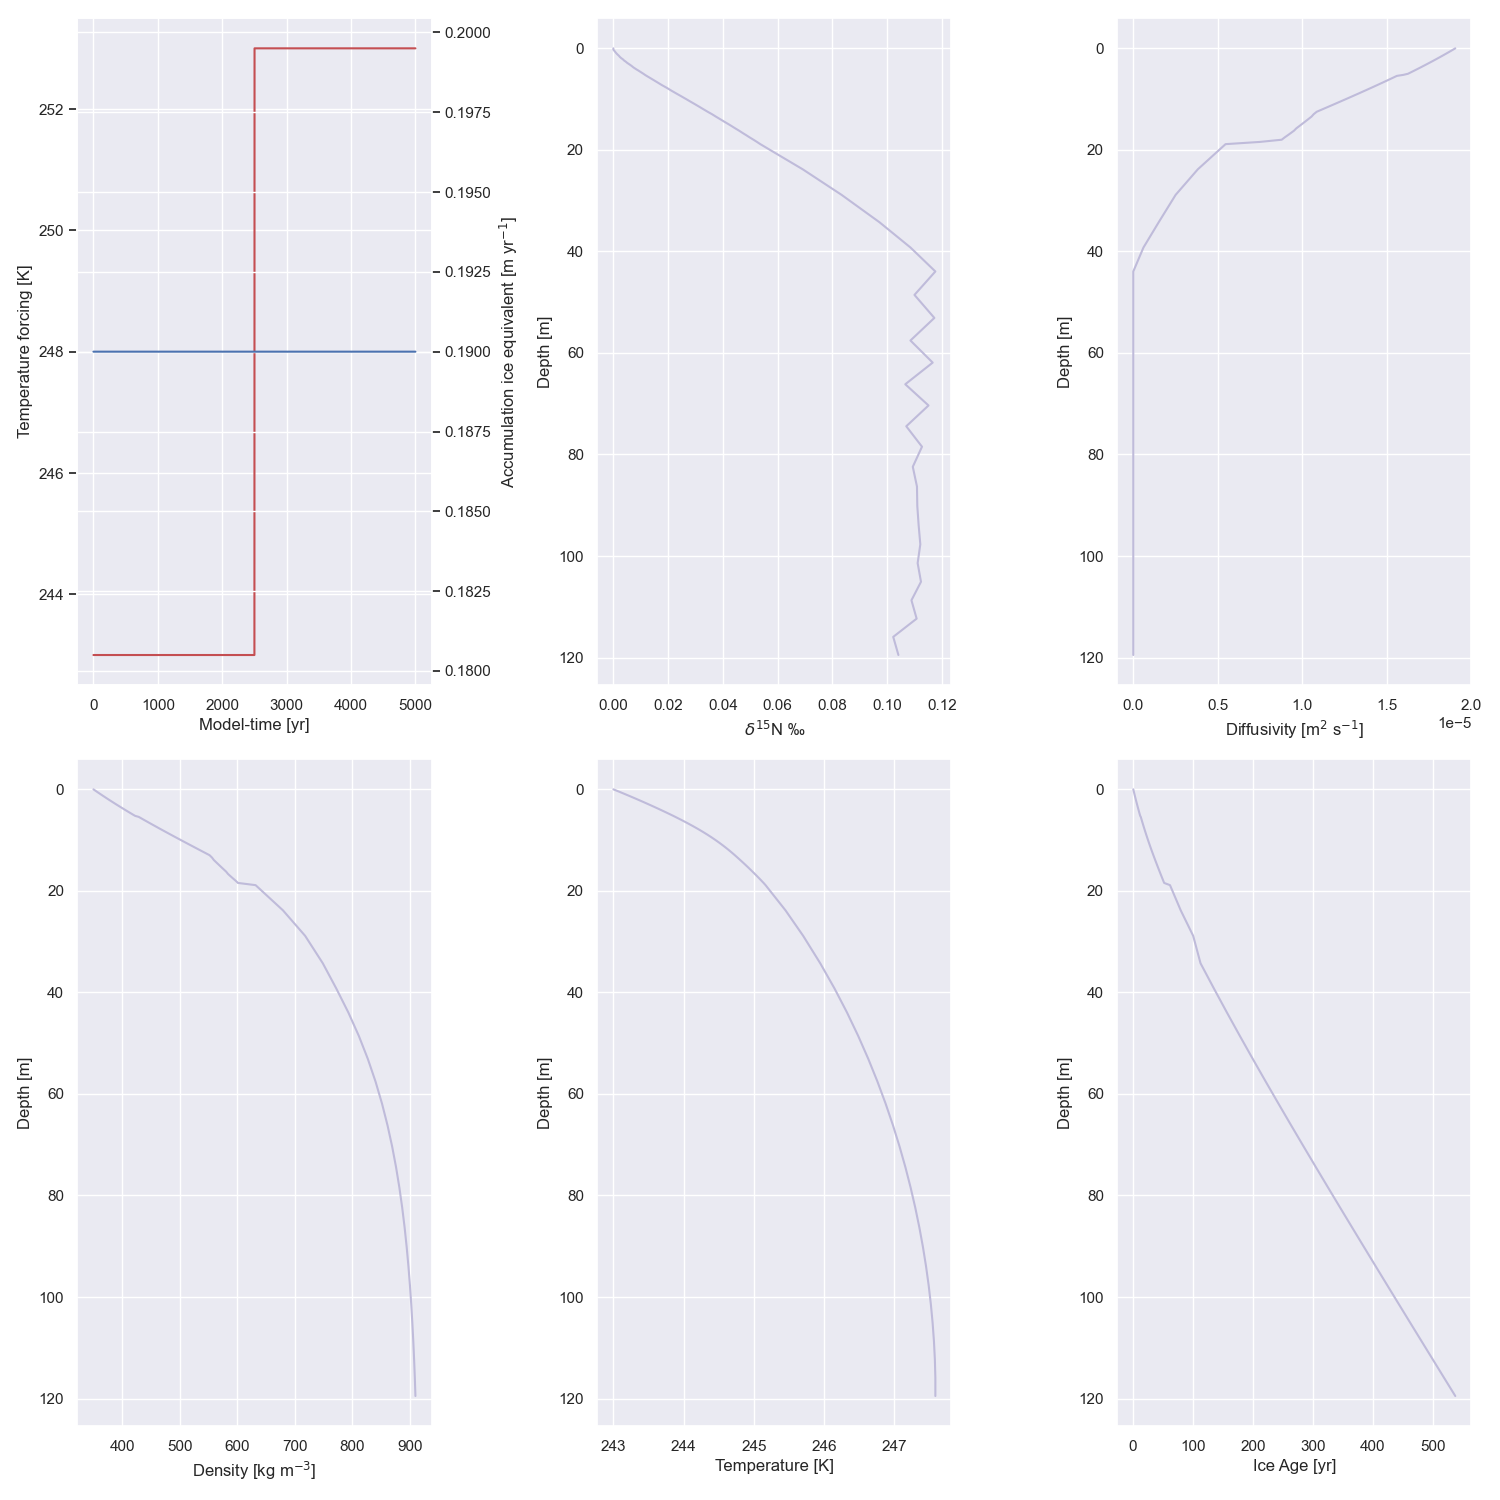 Temperature forcing [K]
252
250
248
246
244
0.2000
0.1975
0.1950
0.1925
0.1900
0.1875
0.1850
0.1825
0.1800
Accumulation ice equivalent [m yr⁻¹]
0 1000 2000 3000 4000 5000
Model-time [yr]
Depth [m]
0
20
40
60
80
100
120
0.00 0.02 0.04 0.06 0.08 0.10 0.12
δ¹⁵N ‰
Depth [m]
0
20
40
60
80
100
120
0.0 0.5 1.0 1.5 2.0
1e−5
Diffusivity [m² s⁻¹]
Depth [m]
0
20
40
60
80
100
120
400 500 600 700 800 900
Density [kg m⁻³]
Depth [m]
0
20
40
60
80
100
120
243 244 245 246 247
Temperature [K]
Depth [m]
0
20
40
60
80
100
120
0 100 200 300 400 500
Ice Age [yr]